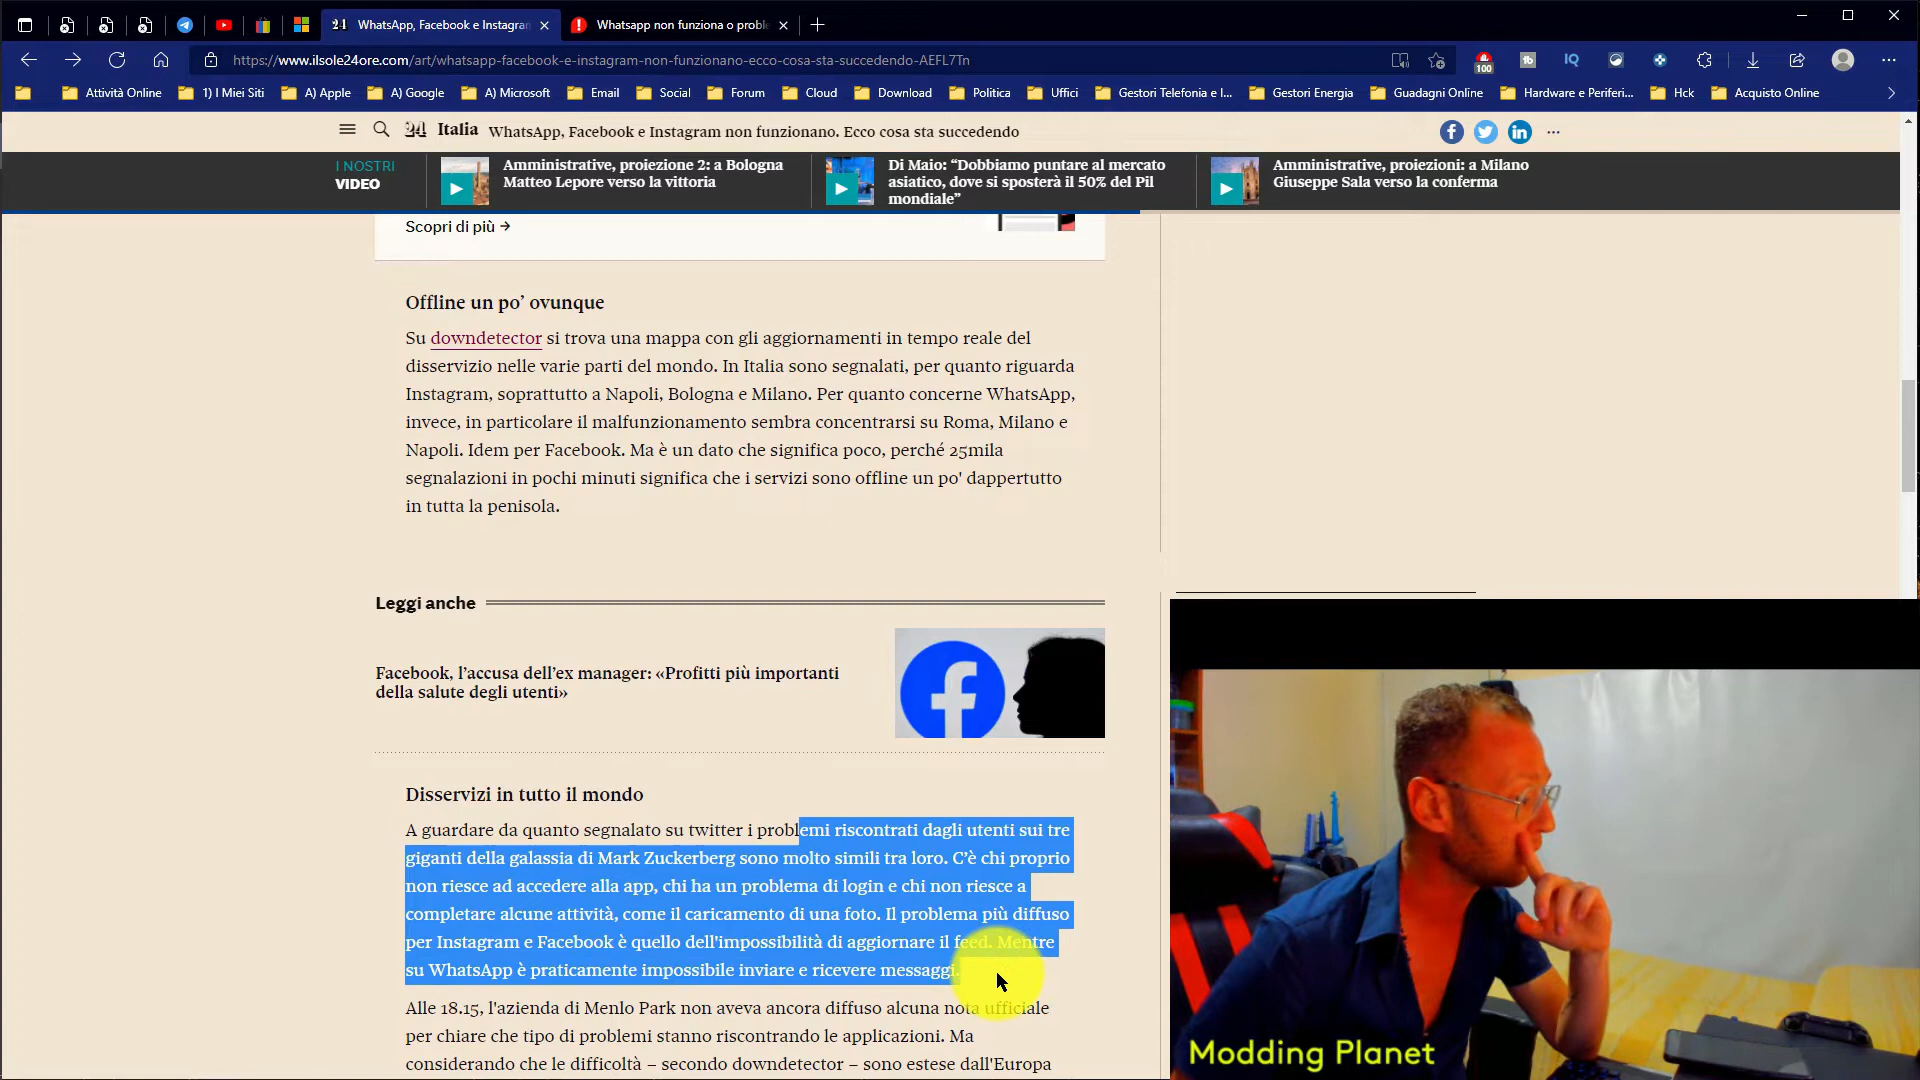 WhatsApp, Facebook e Instagram
Whatsapp non funziona o probl
https://www.ilsole24ore.com/art/whatsapp-facebook-e-instagram-non-funzionano-ecco-cosa-sta-succedendo-AEFL7Tn
100
Attività Online
1) I Miei Siti
A) Apple
A) Google
A) Microsoft
Email
Social
Forum
Cloud
Download
Politica
Uffici
Gestori Telefonia e I...
Gestori Energia
Guadagni Online
Hardware e Periferi...
Hck
Acquisto Online
24 Italia WhatsApp, Facebook e Instagram non funzionano. Ecco cosa sta succedendo
I NOSTRI
VIDEO
Amministrative, proiezione 2: a Bologna
Matteo Lepore verso la vittoria
Di Maio: “Dobbiamo puntare al mercato
asiatico, dove si sposterà il 50% del Pil
mondiale”
Amministrative, proiezioni: a Milano
Giuseppe Sala verso la conferma
Scopri di più →
Offline un po’ ovunque
Su downdetector si trova una mappa con gli aggiornamenti in tempo reale del
disservizio nelle varie parti del mondo. In Italia sono segnalati, per quanto riguarda
Instagram, soprattutto a Napoli, Bologna e Milano. Per quanto concerne WhatsApp,
invece, in particolare il malfunzionamento sembra concentrarsi su Roma, Milano e
Napoli. Idem per Facebook. Ma è un dato che significa poco, perché 25mila
segnalazioni in pochi minuti significa che i servizi sono offline un po' dappertutto
in tutta la penisola.
Leggi anche
Facebook, l’accusa dell’ex manager: «Profitti più importanti
della salute degli utenti»
Disservizi in tutto il mondo
A guardare da quanto segnalato su twitter i problemi riscontrati dagli utenti sui tre
giganti della galassia di Mark Zuckerberg sono molto simili tra loro. C’è chi proprio
non riesce ad accedere alla app, chi ha un problema di login e chi non riesce a
completare alcune attività, come il caricamento di una foto. Il problema più diffuso
per Instagram e Facebook è quello dell'impossibilità di aggiornare il feed. Mentre
su WhatsApp è praticamente impossibile inviare e ricevere messaggi.
Alle 18.15, l'azienda di Menlo Park non aveva ancora diffuso alcuna nota ufficiale
per chiare che tipo di problemi stanno riscontrando le applicazioni. Ma
considerando che le difficoltà – secondo downdetector – sono estese dall'Europa
Modding Planet